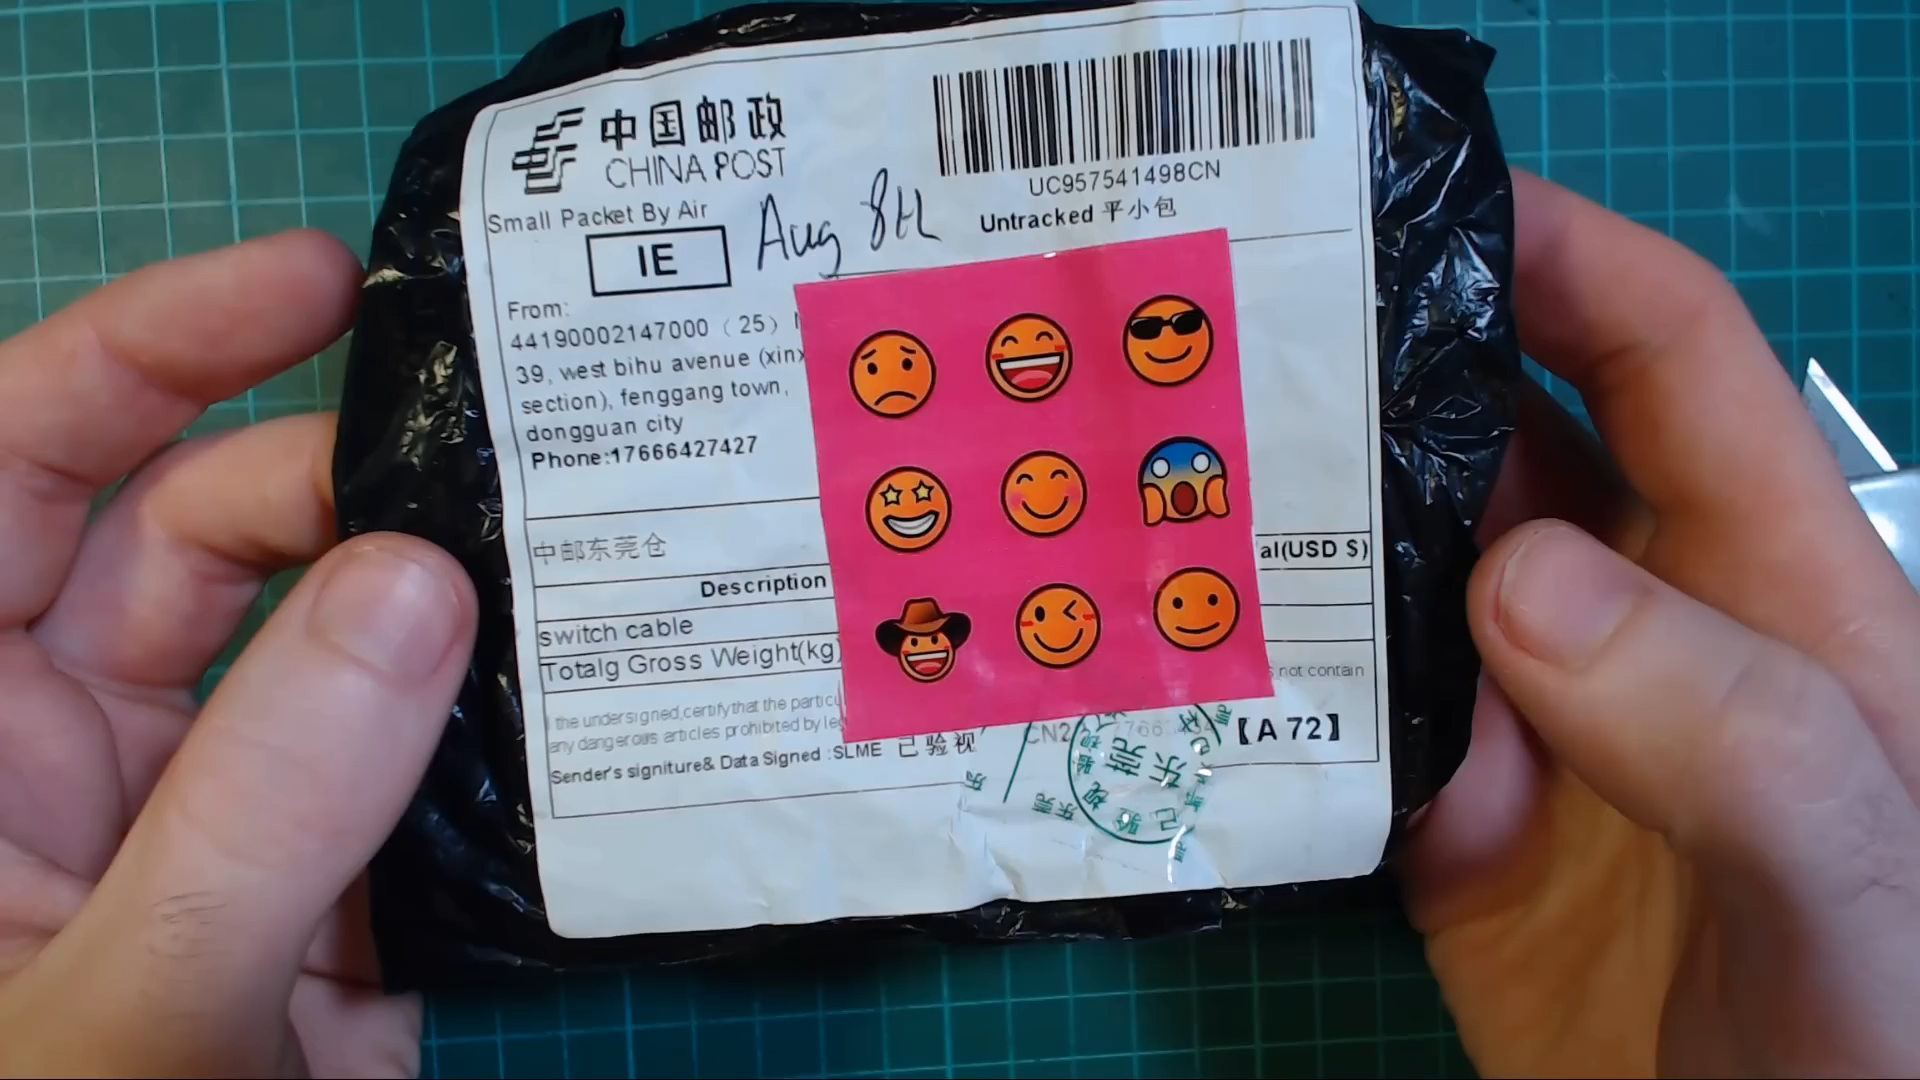 中国邮政
CHINA POST
UC957541498CN
Small Packet By Air
Aug 8th
Untracked 平小包
IE
From:
44190002147000 (25)
39, west bihu avenue (xinx
section), fenggang town,
dongguan city
Phone:17666427427
中邮东莞仓
al(USD $)
Description
switch cable
Totalg Gross Weight(kg)
I the undersigned,certify that the particu
not contain
any dangerous articles prohibited by leg
Sender's signiture& Data Signed :SLME 已验视
【A 72】